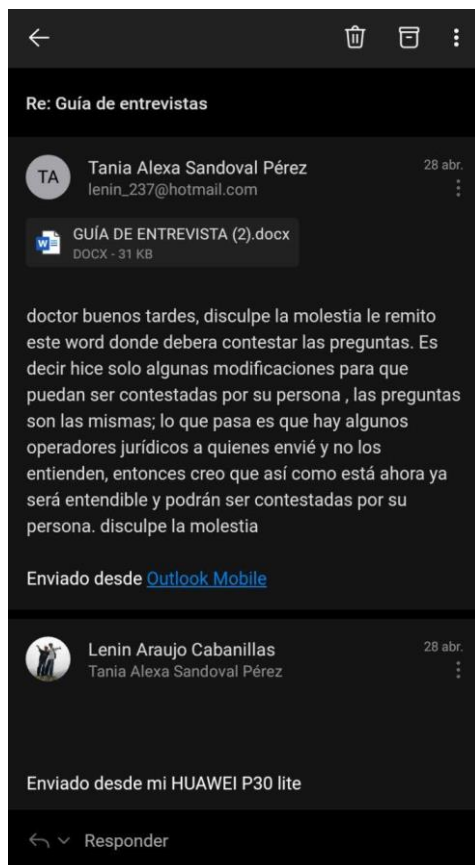 Re: Guía de entrevistas
TA
Tania Alexa Sandoval Pérez
28 abr.
lenin_237@hotmail.com
GUÍA DE ENTREVISTA (2).docx
DOCX - 31 KB
doctor buenos tardes, disculpe la molestia le remito
este word donde debera contestar las preguntas. Es
decir hice solo algunas modificaciones para que
puedan ser contestadas por su persona , las preguntas
son las mismas; lo que pasa es que hay algunos
operadores jurídicos a quienes envié y no los
entienden, entonces creo que así como está ahora ya
será entendible y podrán ser contestadas por su
persona. disculpe la molestia
Enviado desde Outlook Mobile
Lenin Araujo Cabanillas
28 abr.
Tania Alexa Sandoval Pérez
Enviado desde mi HUAWEI P30 lite
Responder